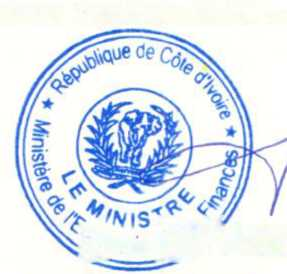 République de Côte d'Ivoire
Ministère de l'E Finances
LE MINISTRE